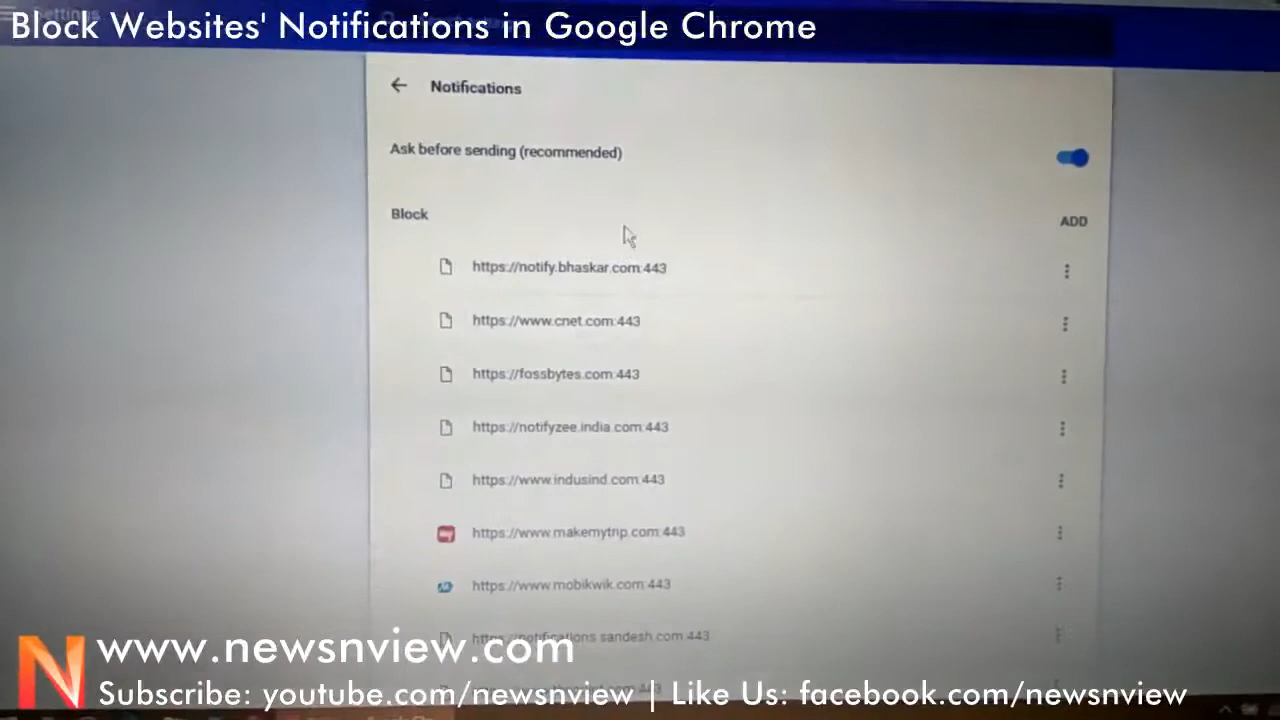 Block Websites' Notifications in Google Chrome
Settings
Notifications
Ask before sending (recommended)
Block
ADD
https://notify.bhaskar.com:443
https://www.cnet.com:443
https://fossbytes.com:443
https://notifyzee.india.com:443
https://www.indusind.com:443
https://www.makemytrip.com:443
my
https://www.mobikwik.com:443
https://notifications.sandesh.com:443
N
www.newsnview.com
Subscribe: youtube.com/newsnview | Like Us: facebook.com/newsnview